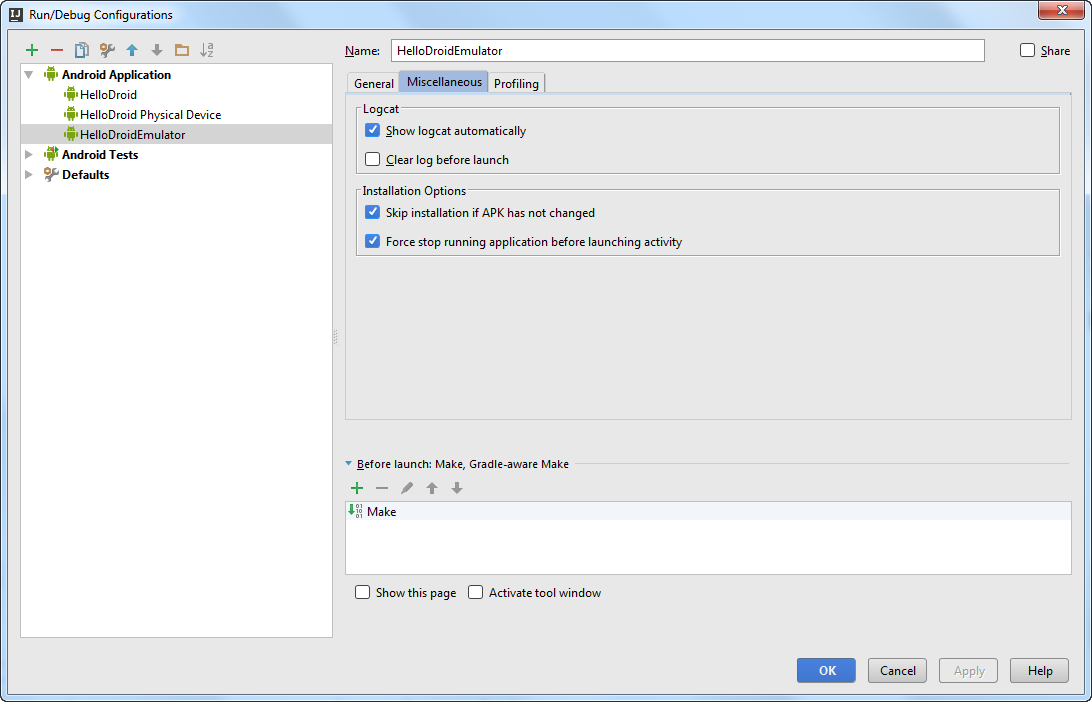 Run/Debug Configurations
Name: HelloDroidEmulator Share
Android Application
HelloDroid
HelloDroid Physical Device
HelloDroidEmulator
Android Tests
Defaults
General Miscellaneous Profiling
Logcat
Show logcat automatically
Clear log before launch
Installation Options
Skip installation if APK has not changed
Force stop running application before launching activity
Before launch: Make, Gradle-aware Make
Make
Show this page Activate tool window
OK Cancel Apply Help